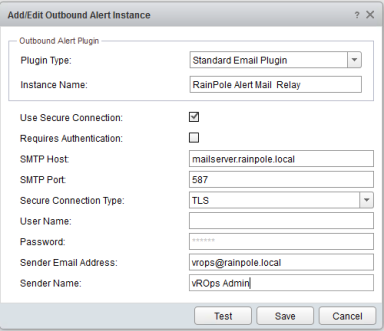 Add/Edit Outbound Alert Instance ? ×
Outbound Alert Plugin
Plugin Type: Standard Email Plugin
Instance Name: RainPole Alert Mail Relay
Use Secure Connection:
Requires Authentication:
SMTP Host: mailserver.rainpole.local
SMTP Port: 587
Secure Connection Type: TLS
User Name:
Password: ******
Sender Email Address: vrops@rainpole.local
Sender Name: vROps Admin
Test Save Cancel